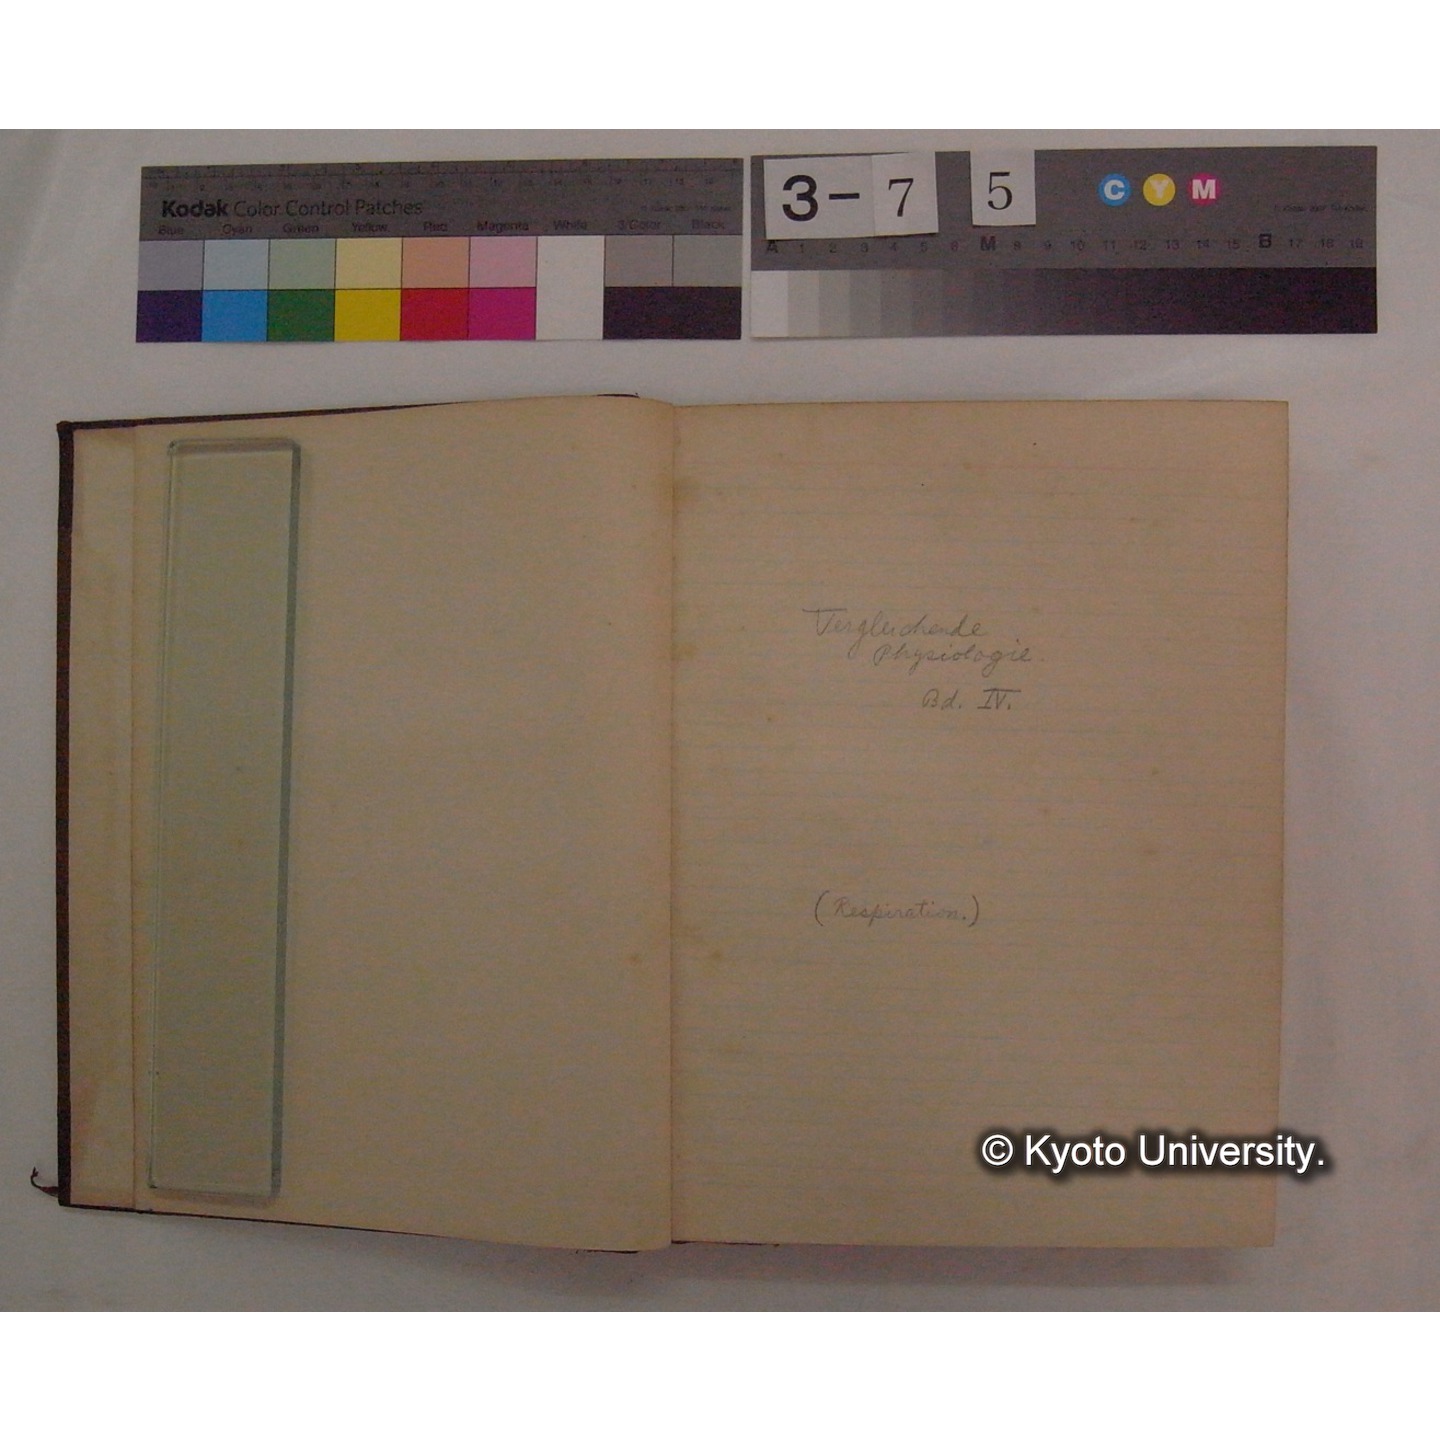 Kodak Color Control Patches
Blue Cyan Green Yellow Red Magenta White 3/Color Black
3-7 5
C Y M
A 1 2 3 4 5 6 M 8 9 10 11 12 13 14 15 B 17 18 19
Vergleichende
Physiologie.
Bd. IV.
(Respiration.)
© Kyoto University.